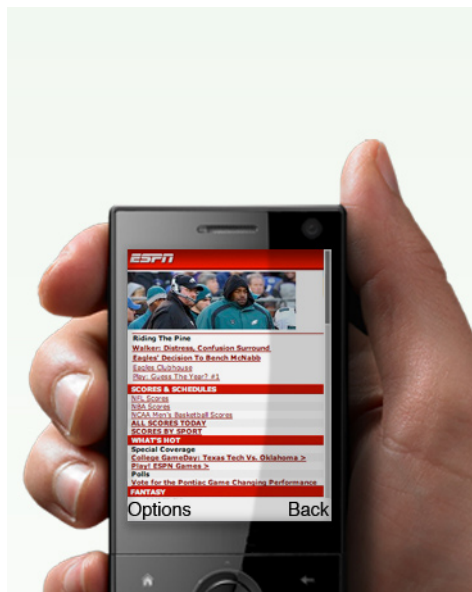 ESPN
Riding The Pine
Walker: Distress, Confusion Surround
Eagles' Decision To Bench McNabb
Eagles Clubhouse
Play: Guess The Year? #1
SCORES & SCHEDULES
NFL Scores
NBA Scores
NCAA Men's Basketball Scores
ALL SCORES TODAY
SCORES BY SPORT
WHAT'S HOT
Special Coverage
College GameDay: Texas Tech Vs. Oklahoma >
Play! ESPN Games >
Polls
Vote for the Pontiac Game Changing Performance
FANTASY
Options Back